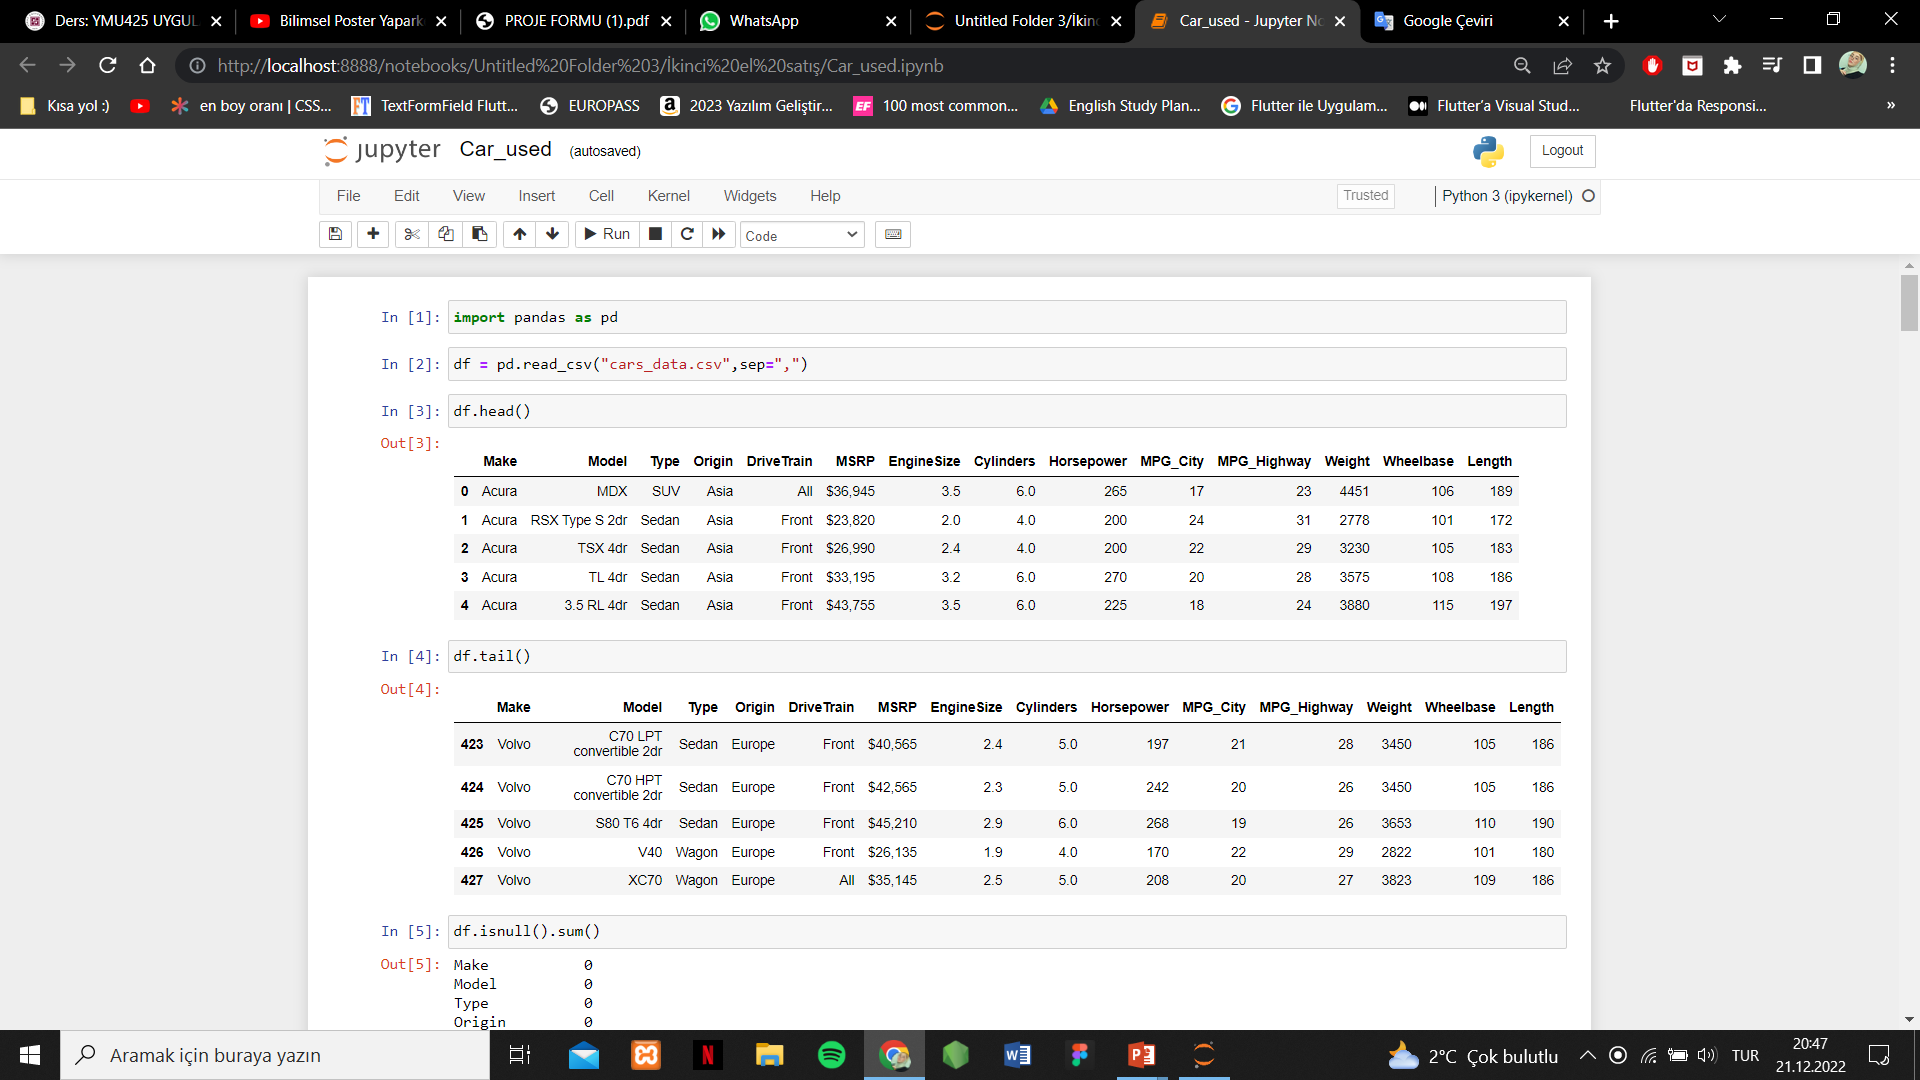 Ders: YMU425 UYGUL
Bilimsel Poster Yapark
PROJE FORMU (1).pdf
WhatsApp
Untitled Folder 3/İkinc
Car_used - Jupyter No
Google Çeviri
http://localhost:8888/notebooks/Untitled%20Folder%203/İkinci%20el%20satış/Car_used.ipynb
Kısa yol :)
en boy oranı | CSS...
FT TextFormField Flutt...
EUROPASS
a 2023 Yazılım Geliştir...
EF 100 most common...
English Study Plan...
Flutter ile Uygulam...
Flutter'a Visual Stud...
Flutter'da Responsi...
»
jupyter Car_used (autosaved)
Logout
File Edit View Insert Cell Kernel Widgets Help
Trusted
Python 3 (ipykernel)
Run
Code
In [1]: import pandas as pd
In [2]: df = pd.read_csv("cars_data.csv",sep=",")
In [3]: df.head()
Out[3]:
Make Model Type Origin DriveTrain MSRP EngineSize Cylinders Horsepower MPG_City MPG_Highway Weight Wheelbase Length
0 Acura MDX SUV Asia All $36,945 3.5 6.0 265 17 23 4451 106 189
1 Acura RSX Type S 2dr Sedan Asia Front $23,820 2.0 4.0 200 24 31 2778 101 172
2 Acura TSX 4dr Sedan Asia Front $26,990 2.4 4.0 200 22 29 3230 105 183
3 Acura TL 4dr Sedan Asia Front $33,195 3.2 6.0 270 20 28 3575 108 186
4 Acura 3.5 RL 4dr Sedan Asia Front $43,755 3.5 6.0 225 18 24 3880 115 197
In [4]: df.tail()
Out[4]:
Make Model Type Origin DriveTrain MSRP EngineSize Cylinders Horsepower MPG_City MPG_Highway Weight Wheelbase Length
423 Volvo C70 LPT convertible 2dr Sedan Europe Front $40,565 2.4 5.0 197 21 28 3450 105 186
424 Volvo C70 HPT convertible 2dr Sedan Europe Front $42,565 2.3 5.0 242 20 26 3450 105 186
425 Volvo S80 T6 4dr Sedan Europe Front $45,210 2.9 6.0 268 19 26 3653 110 190
426 Volvo V40 Wagon Europe Front $26,135 1.9 4.0 170 22 29 2822 101 180
427 Volvo XC70 Wagon Europe All $35,145 2.5 5.0 208 20 27 3823 109 186
In [5]: df.isnull().sum()
Out[5]: Make 0
Model 0
Type 0
Origin 0
Aramak için buraya yazın
2°C Çok bulutlu
TUR
20:47
21.12.2022